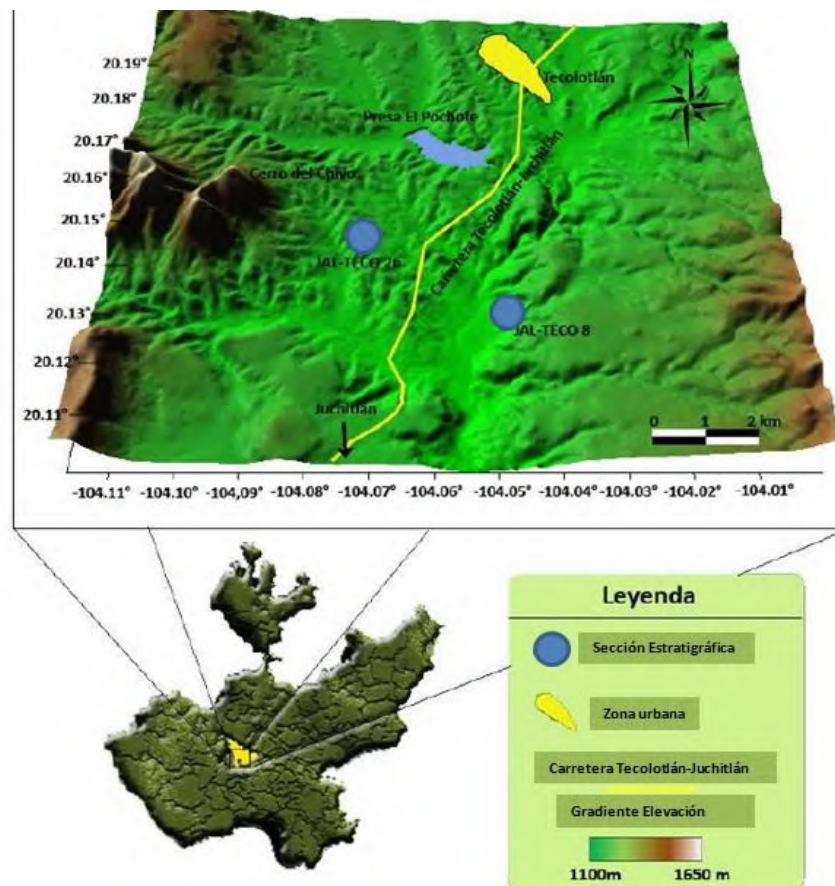 N
20.19°
Tecolotlán
20.18°
Presa El Pochote
20.17°
20.16°
Cerro del Chivo
Carretera Tecolotlán-Juchitlán
20.15°
20.14°
JAL-TECO 26
20.13°
JAL-TECO 8
20.12°
Juchitlán
20.11°
0 1 2 km
-104.11° -104.10° -104.09° -104.08° -104.07° -104.06° -104.05° -104.04° -104.03° -104.02° -104.01°
Leyenda
Sección Estratigráfica
Zona urbana
Carretera Tecolotlán-Juchitlán
Gradiente Elevación
1100m 1650 m